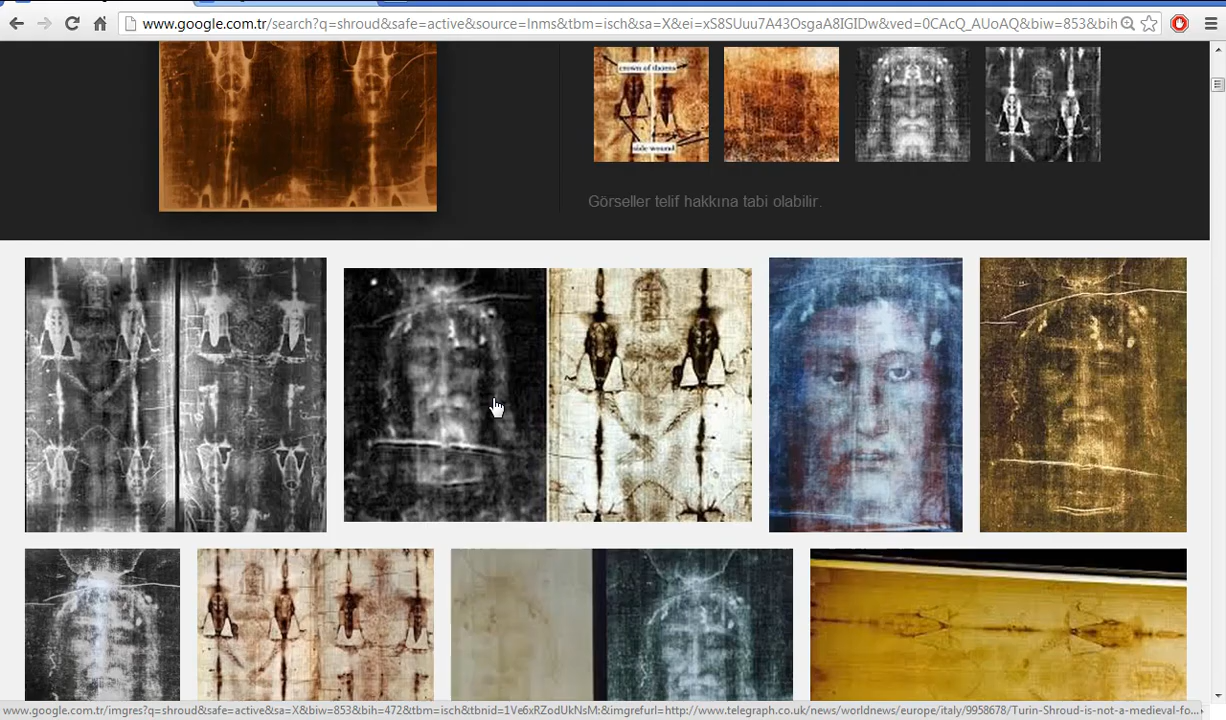 www.google.com.tr/search?q=shroud&safe=active&source=lnms&tbm=isch&sa=X&ei=xS8SUuu7A43OsgaA8IGIDw&ved=0CAcQ_AUoAQ&biw=853&bih
crown of thorns
side wound
Görseller telif hakkına tabi olabilir.
www.google.com.tr/imgres?q=shroud&safe=active&sa=X&biw=853&bih=472&tbm=isch&tbnid=1Ve6xRZodUkNsM:&imgrefurl=http://www.telegraph.co.uk/news/worldnews/europe/italy/9958678/Turin-Shroud-is-not-a-medieval-fo...